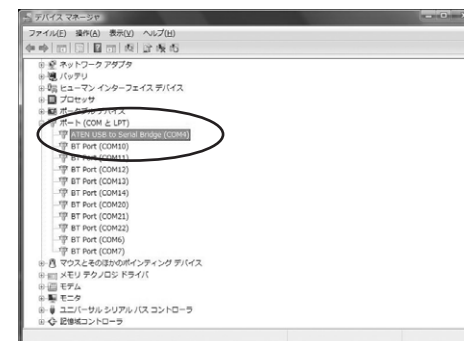 デバイス マネージャ
ファイル(F) 操作(A) 表示(V) ヘルプ(H)
ネットワーク アダプタ
バッテリ
ヒューマン インターフェイス デバイス
プロセッサ
ポータブル デバイス
ポート (COM と LPT)
ATEN USB to Serial Bridge (COM4)
BT Port (COM10)
BT Port (COM11)
BT Port (COM12)
BT Port (COM13)
BT Port (COM14)
BT Port (COM20)
BT Port (COM21)
BT Port (COM22)
BT Port (COM6)
BT Port (COM7)
マウスとそのほかのポインティング デバイス
メモリ テクノロジ ドライバ
モデム
モニタ
ユニバーサル シリアル バス コントローラ
記憶域コントローラ